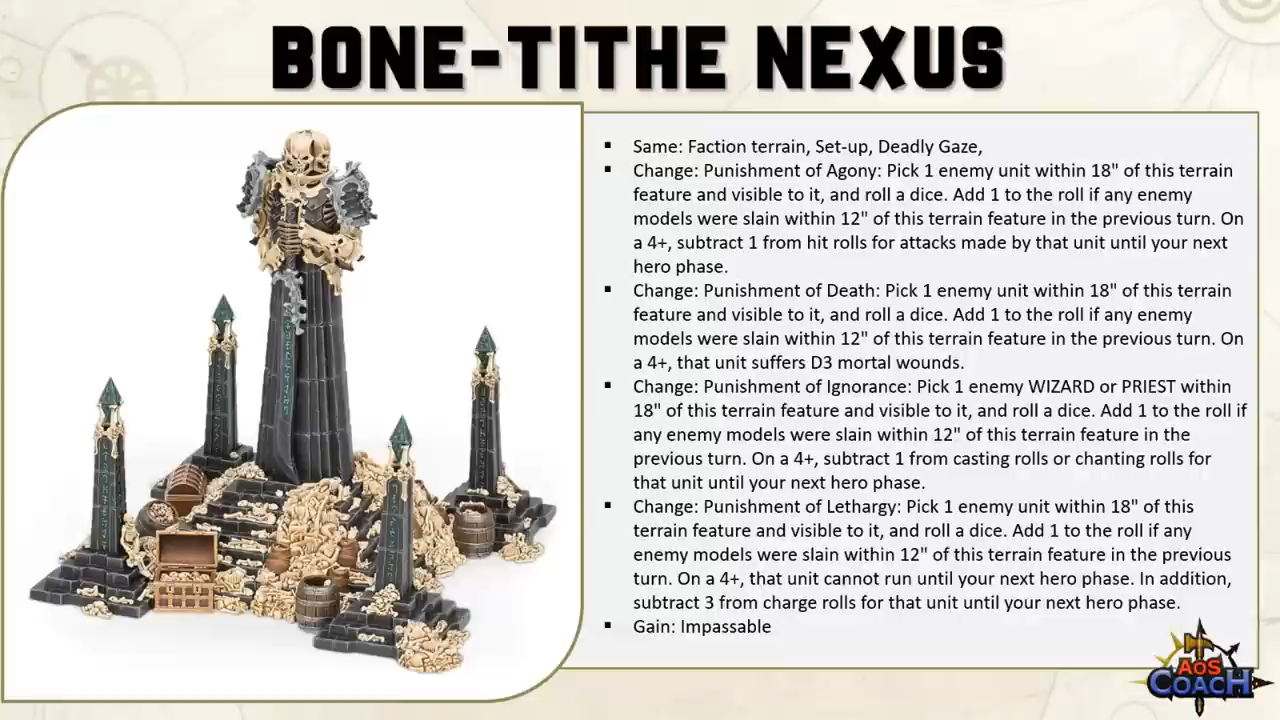 BONE-TITHE NEXUS
▪ Same: Faction terrain, Set-up, Deadly Gaze,
▪ Change: Punishment of Agony: Pick 1 enemy unit within 18" of this terrain
feature and visible to it, and roll a dice. Add 1 to the roll if any enemy
models were slain within 12" of this terrain feature in the previous turn. On
a 4+, subtract 1 from hit rolls for attacks made by that unit until your next
hero phase.
▪ Change: Punishment of Death: Pick 1 enemy unit within 18" of this terrain
feature and visible to it, and roll a dice. Add 1 to the roll if any enemy
models were slain within 12" of this terrain feature in the previous turn. On
a 4+, that unit suffers D3 mortal wounds.
▪ Change: Punishment of Ignorance: Pick 1 enemy WIZARD or PRIEST within
18" of this terrain feature and visible to it, and roll a dice. Add 1 to the roll if
any enemy models were slain within 12" of this terrain feature in the
previous turn. On a 4+, subtract 1 from casting rolls or chanting rolls for
that unit until your next hero phase.
▪ Change: Punishment of Lethargy: Pick 1 enemy unit within 18" of this
terrain feature and visible to it, and roll a dice. Add 1 to the roll if any
enemy models were slain within 12" of this terrain feature in the previous
turn. On a 4+, that unit cannot run until your next hero phase. In addition,
subtract 3 from charge rolls for that unit until your next hero phase.
▪ Gain: Impassable
AoS
COACH